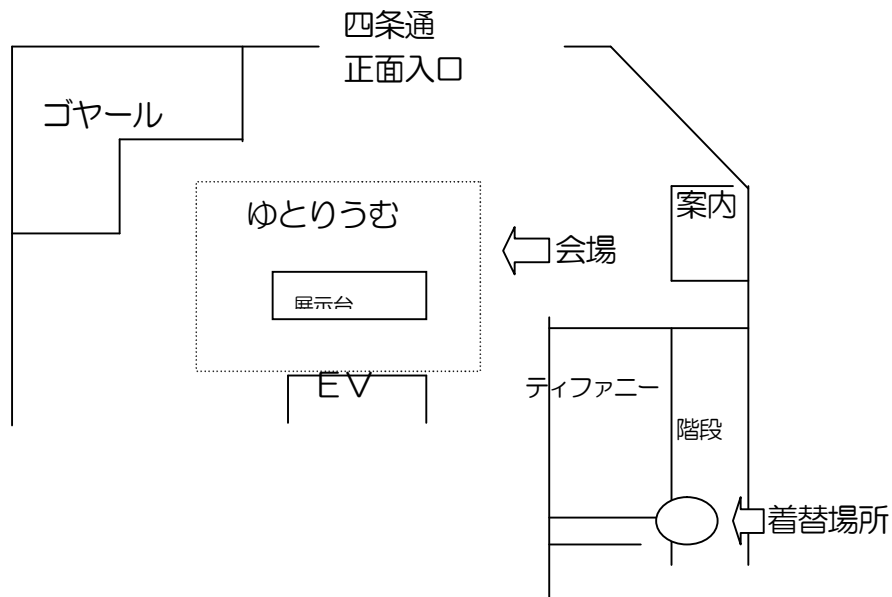 四条通
正面入口
ゴヤール
案内
ゆとりうむ
会場
展示台
EV
ティファニー
階段
着替場所